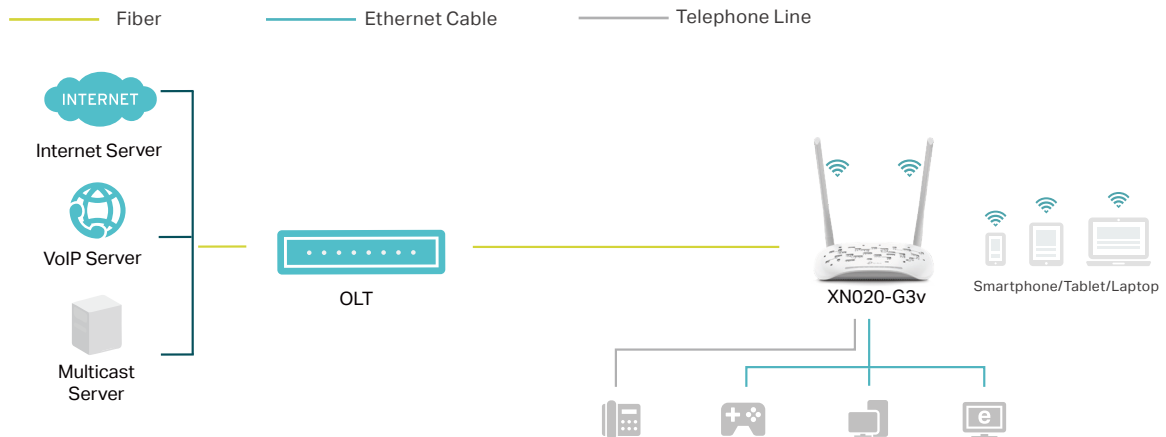 Fiber
Ethernet Cable
Telephone Line
INTERNET
Internet Server
VoIP Server
Multicast
Server
OLT
XN020-G3v
Smartphone/Tablet/Laptop
e